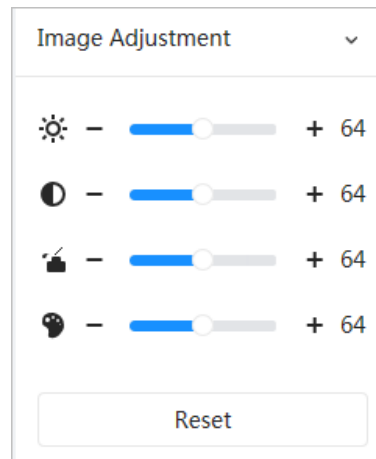 Image Adjustment
− + 64
− + 64
− + 64
− + 64
Reset